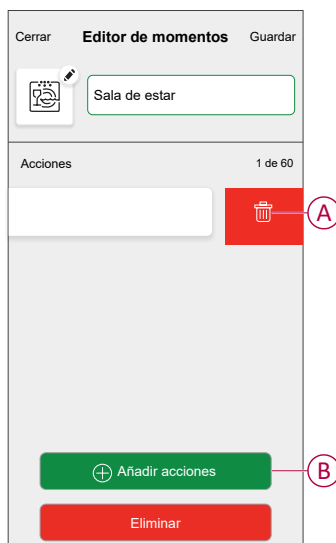 Cerrar Editor de momentos Guardar
Sala de estar
Acciones 1 de 60
A
Añadir acciones
B
Eliminar